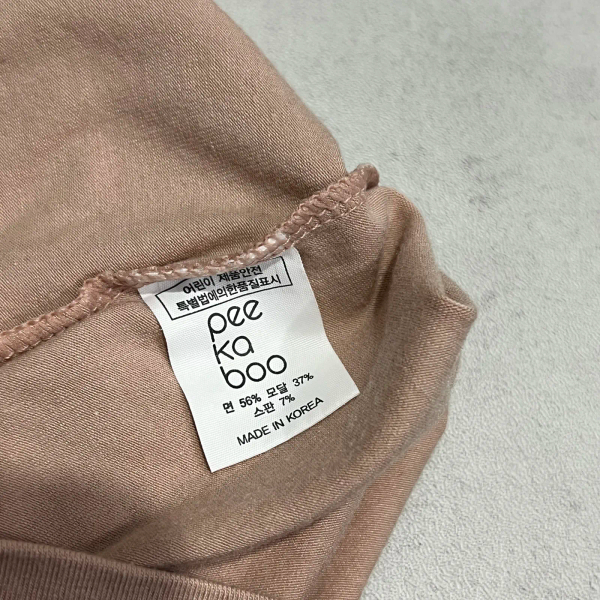 어린이 제품안전
특별법에의한품질표시
pee
ka
boo
면 56% 모달 37%
스판 7%
MADE IN KOREA